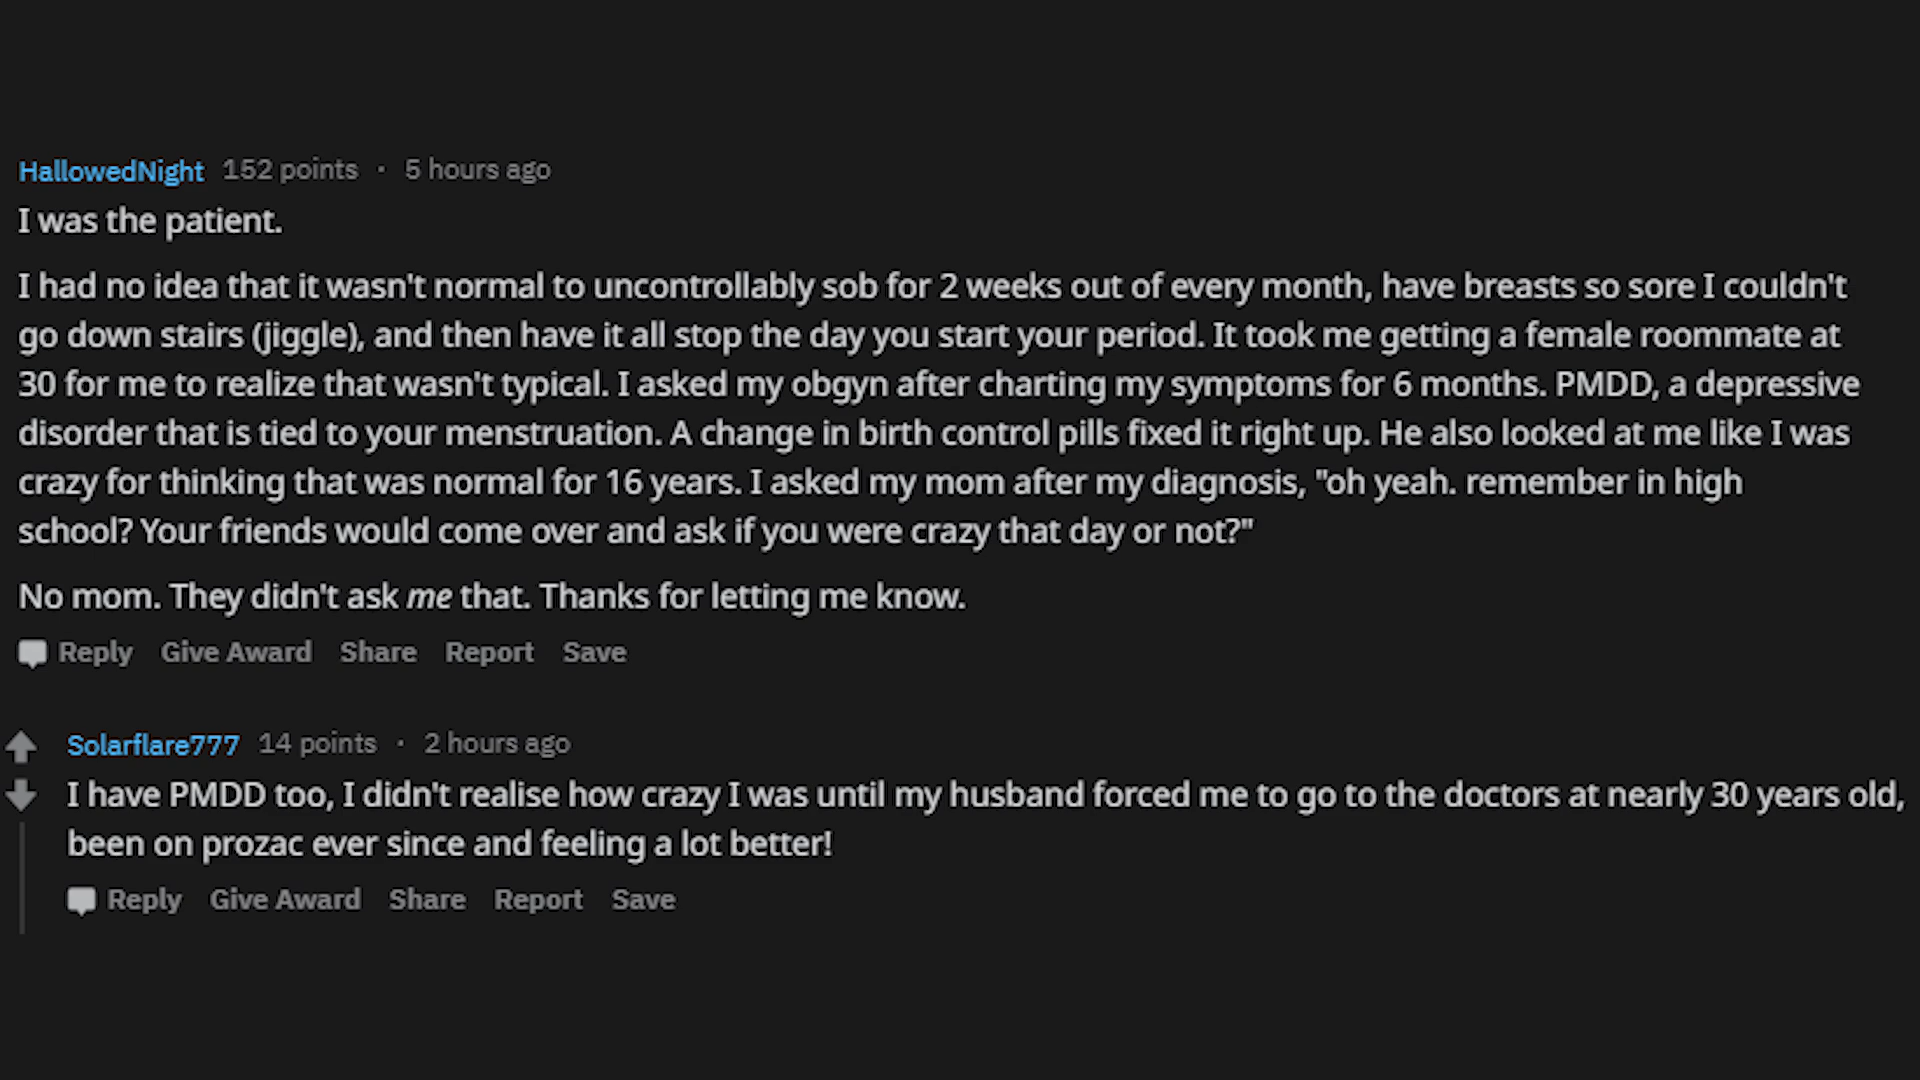 HallowedNight 152 points · 5 hours ago
I was the patient.
I had no idea that it wasn't normal to uncontrollably sob for 2 weeks out of every month, have breasts so sore I couldn't
go down stairs (jiggle), and then have it all stop the day you start your period. It took me getting a female roommate at
30 for me to realize that wasn't typical. I asked my obgyn after charting my symptoms for 6 months. PMDD, a depressive
disorder that is tied to your menstruation. A change in birth control pills fixed it right up. He also looked at me like I was
crazy for thinking that was normal for 16 years. I asked my mom after my diagnosis, "oh yeah. remember in high
school? Your friends would come over and ask if you were crazy that day or not?"
No mom. They didn't ask me that. Thanks for letting me know.
Reply Give Award Share Report Save
Solarflare777 14 points · 2 hours ago
I have PMDD too, I didn't realise how crazy I was until my husband forced me to go to the doctors at nearly 30 years old,
been on prozac ever since and feeling a lot better!
Reply Give Award Share Report Save